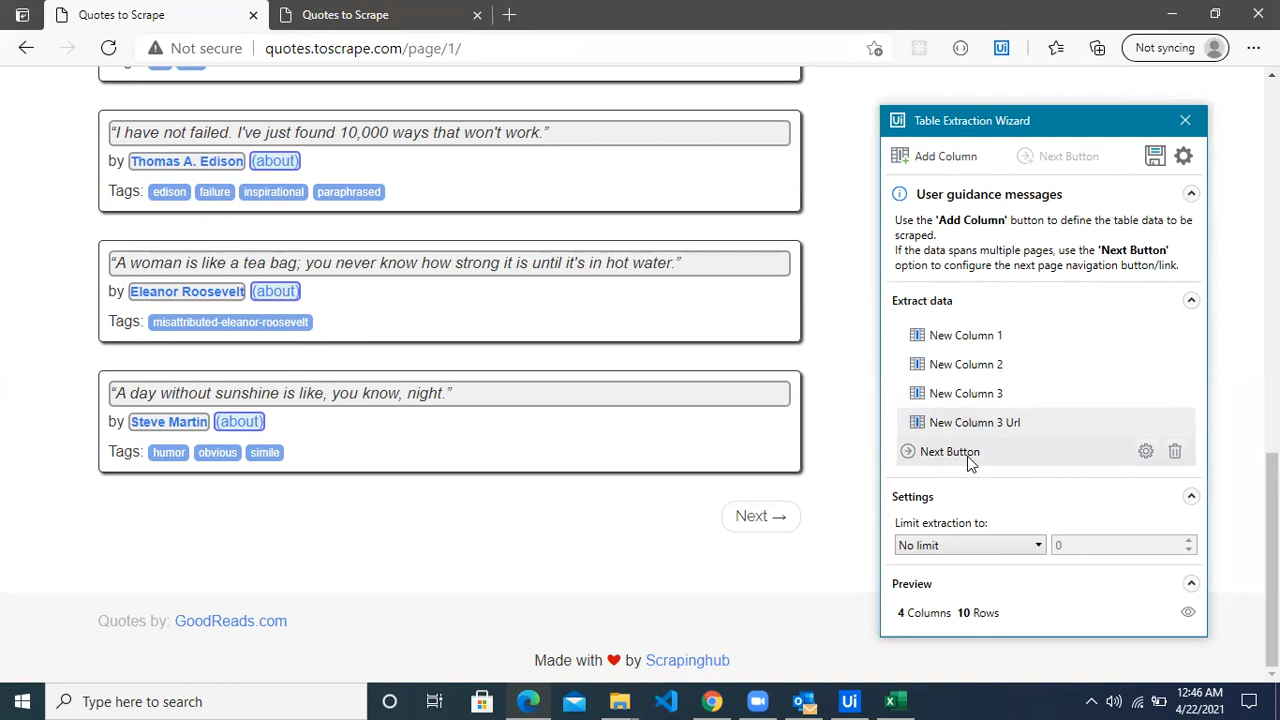 Quotes to Scrape
Quotes to Scrape
Not secure
quotes.toscrape.com/page/1/
Ui
Not syncing
“I have not failed. I've just found 10,000 ways that won't work.”
by Thomas A. Edison (about)
Tags: edison failure inspirational paraphrased
“A woman is like a tea bag; you never know how strong it is until it's in hot water.”
by Eleanor Roosevelt (about)
Tags: misattributed-eleanor-roosevelt
“A day without sunshine is like, you know, night.”
by Steve Martin (about)
Tags: humor obvious simile
Next →
Quotes by: GoodReads.com
Made with ❤ by Scrapinghub
Ui Table Extraction Wizard
Add Column Next Button
User guidance messages
Use the 'Add Column' button to define the table data to be
scraped.
If the data spans multiple pages, use the 'Next Button'
option to configure the next page navigation button/link.
Extract data
New Column 1
New Column 2
New Column 3
New Column 3 Url
Next Button
Settings
Limit extraction to:
No limit 0
Preview
4 Columns 10 Rows
Type here to search
Ui
12:46 AM
4/22/2021